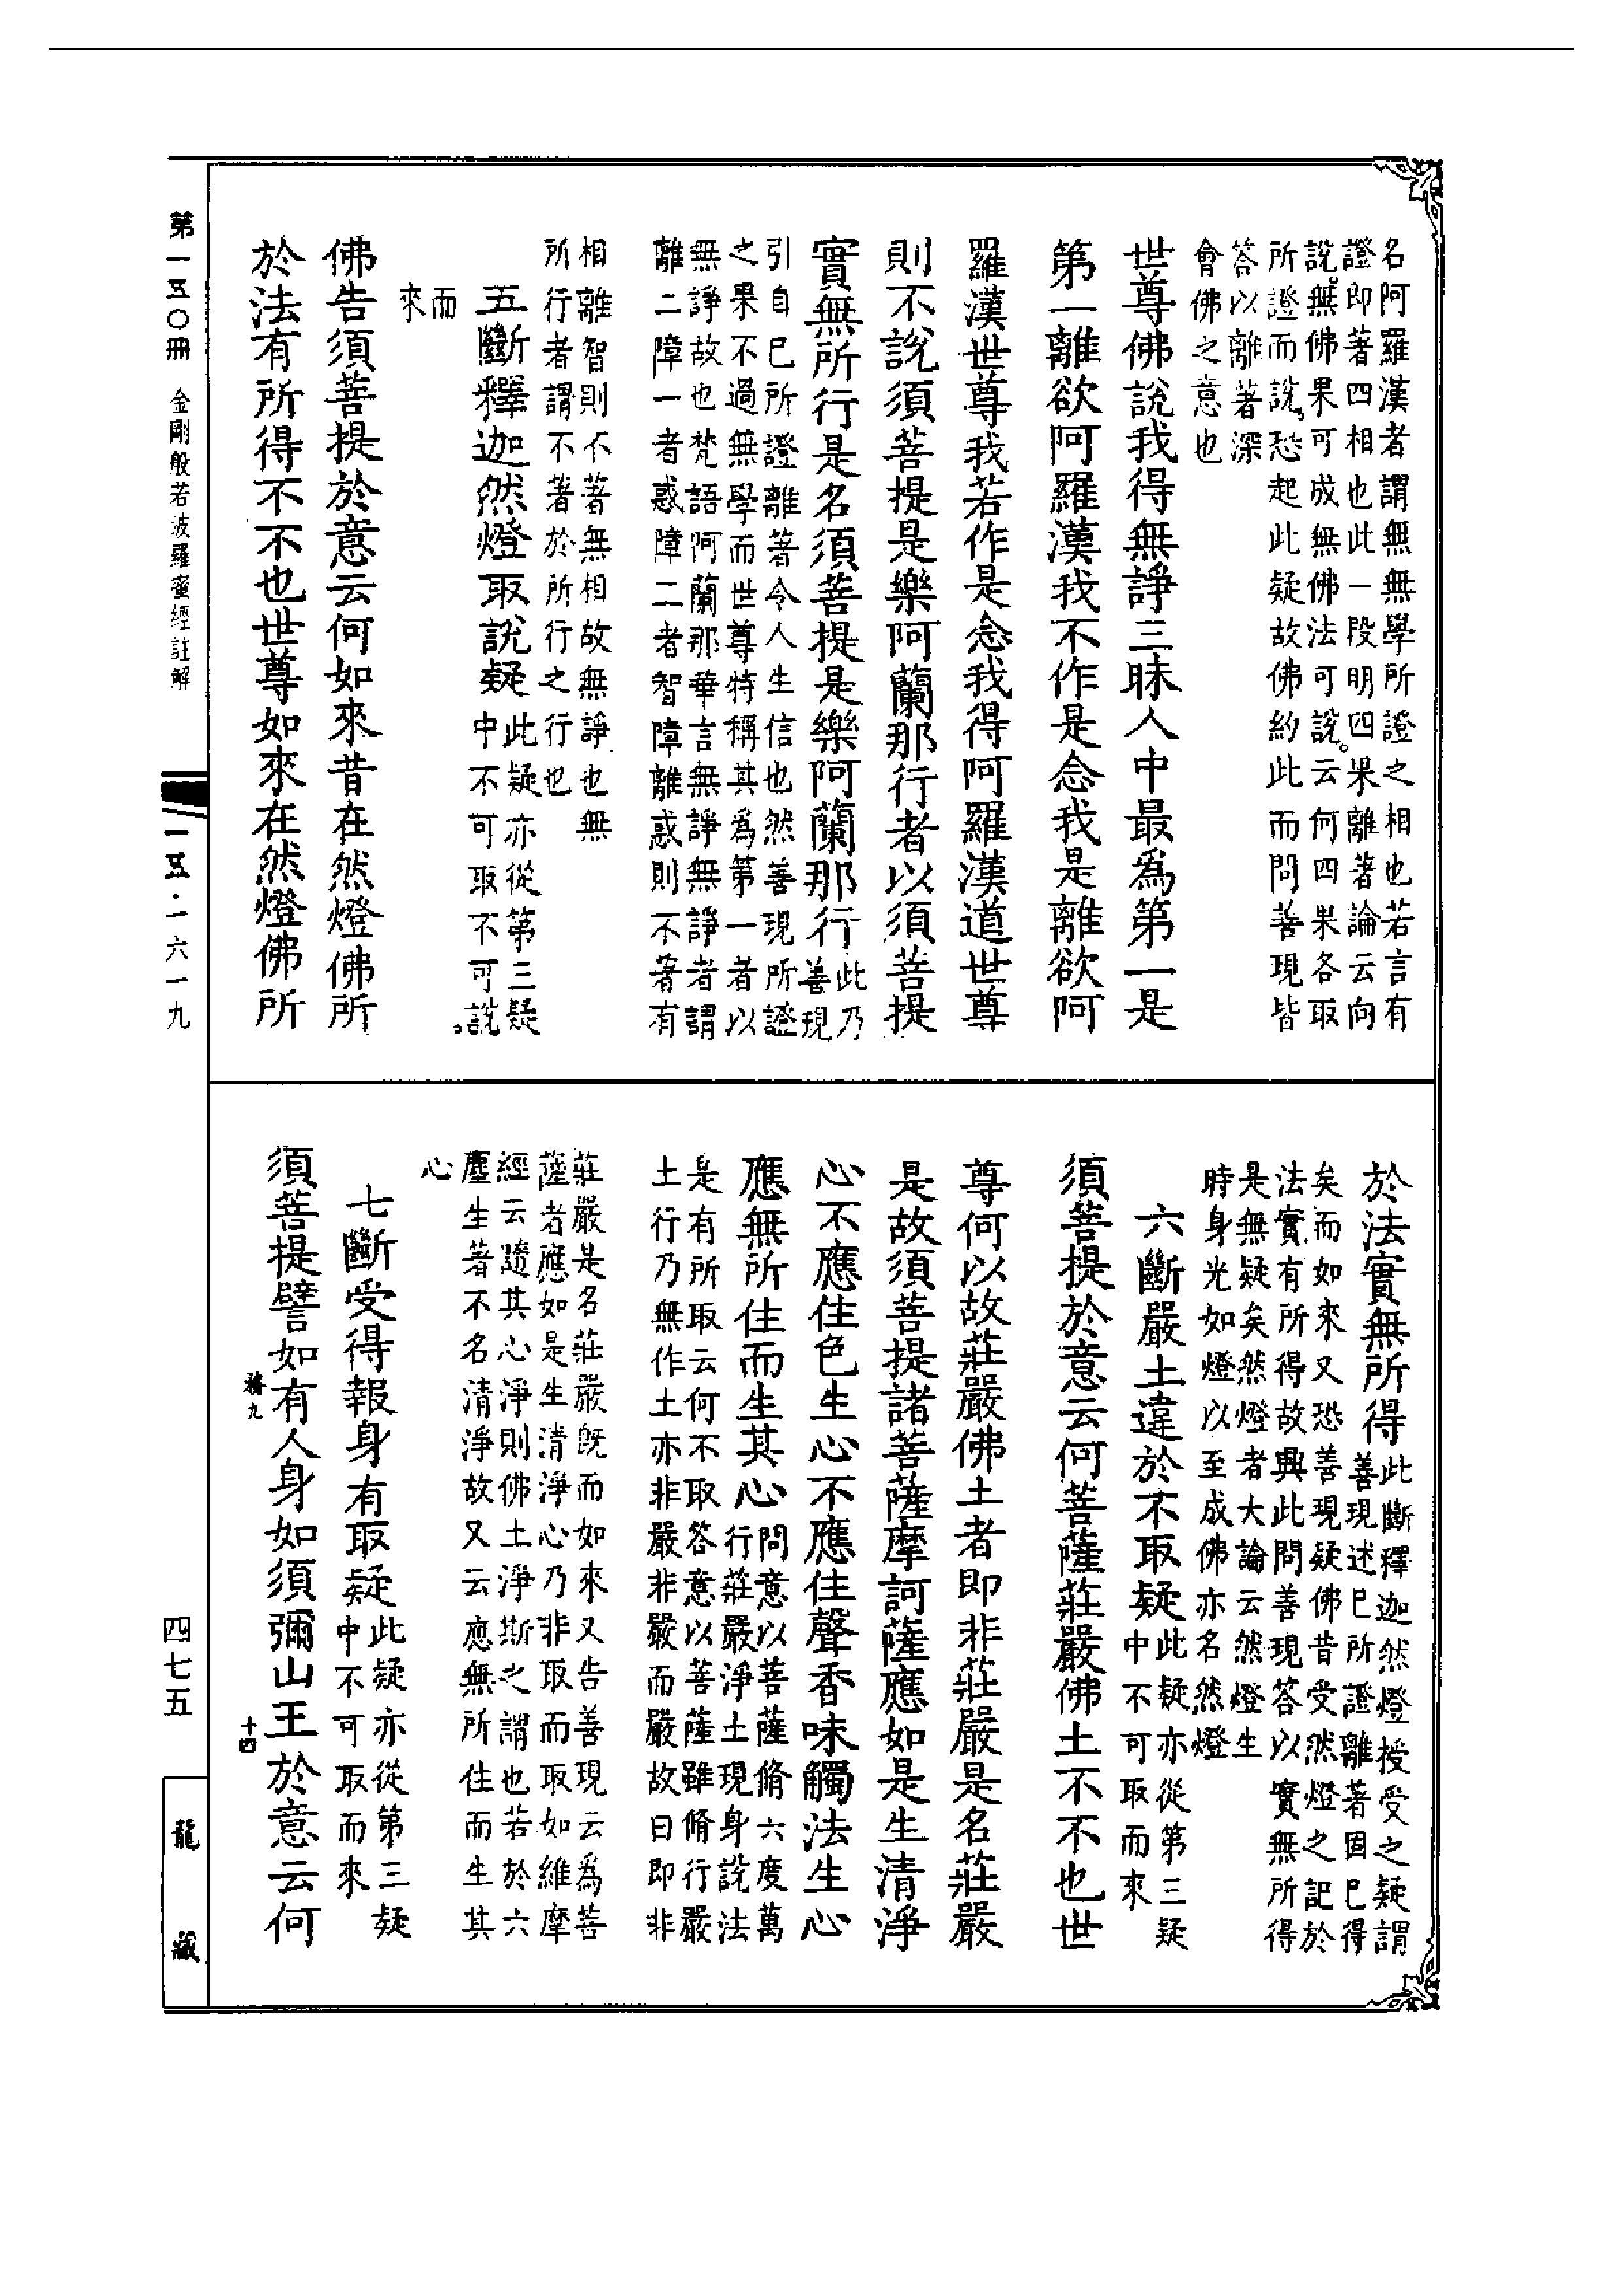 名阿羅漢者謂無無學所證之相也若言有
證即著四相也此一段明四果離著論云向
說無佛果可成無佛法可說云何四果各取
所證而說愁起此疑故佛約此而問善現皆
答以離著深
會佛之意也
世尊佛說我得無諍三昧人中最為第一是
第一離欲阿羅漢我不作是念我是離欲阿
羅漢世尊我若作是念我得阿羅漢道世尊
則不說須菩提是樂阿蘭那行者以須菩提
實無所行是名須菩提是樂阿蘭那行此乃
善現
引自已所證離著令人生信也然善現所證
之果不過無學而世尊特稱其為第一者以
無諍故也梵語阿蘭那華言無諍無諍者謂
離二障一者惑障二者智障離惑則不著有
相離智則不著無相故無諍也無
所行者謂不著於所行之行也
五斷釋迦然燈取說疑此疑亦從第三疑
中不可取不可說
而
來
佛告須菩提於意云何如來昔在然燈佛所
於法有所得不不也世尊如來在然燈佛所
於法實無所得此斷釋迦然燈授受之疑謂
善現述已所證離著固已得
矣而如來又恐善現疑佛昔受然燈之記於
法實有所得故興此問善現答以實無所得
是無疑矣然燈者大論云然燈生
時身光如燈以至成佛亦名然燈
六斷嚴土違於不取疑此疑亦從第三疑
中不可取而來
須菩提於意云何菩薩莊嚴佛土不不也世
尊何以故莊嚴佛土者即非莊嚴是名莊嚴
是故須菩提諸菩薩摩訶薩應如是生清淨
心不應住色生心不應住聲香味觸法生心
應無所住而生其心問意以菩薩脩六度萬
行莊嚴淨土現身說法
是有所取云何不取答意以菩薩雖脩行嚴
土行乃無作土亦非嚴非嚴而嚴故曰即非
莊嚴是名莊嚴既而如來又告善現云為菩
薩者應如是生清淨心乃非取而取如維摩
經云隨其心淨則佛土淨斯之謂也若於六
塵生著不名清淨故又云應無所住而生其
心
七斷受得報身有取疑此疑亦從第三疑
中不可取而來
須菩提譬如有人身如須彌山王於意云何
九
十四
第一五〇冊 金剛般若波羅蜜經註解
一五·一六一九
四七五
龍藏